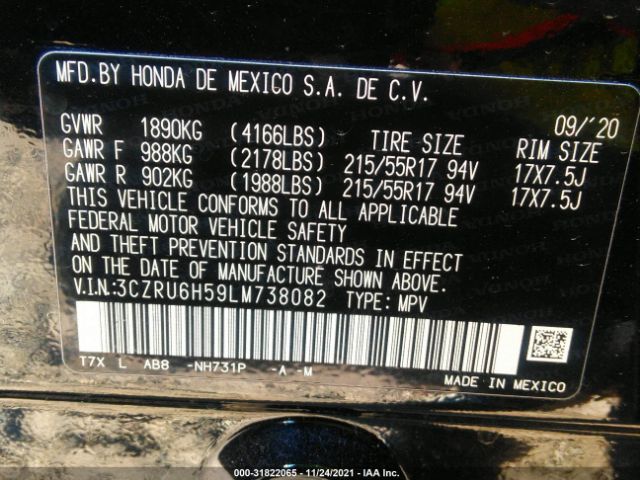 MFD.BY HONDA DE MEXICO S.A. DE C.V.
09/'20
GVWR 1890KG (4166LBS) TIRE SIZE RIM SIZE
GAWR F 988KG (2178LBS) 215/55R17 94V 17X7.5J
GAWR R 902KG (1988LBS) 215/55R17 94V 17X7.5J
THIS VEHICLE CONFORMS TO ALL APPLICABLE
FEDERAL MOTOR VEHICLE SAFETY
AND THEFT PREVENTION STANDARDS IN EFFECT
ON THE DATE OF MANUFACTURE SHOWN ABOVE.
V.I.N:3CZRU6H59LM738082 TYPE: MPV
T7X L AB8 -NH731P -A -M
MADE IN MEXICO
000-31822065 - 11/24/2021 - IAA Inc.